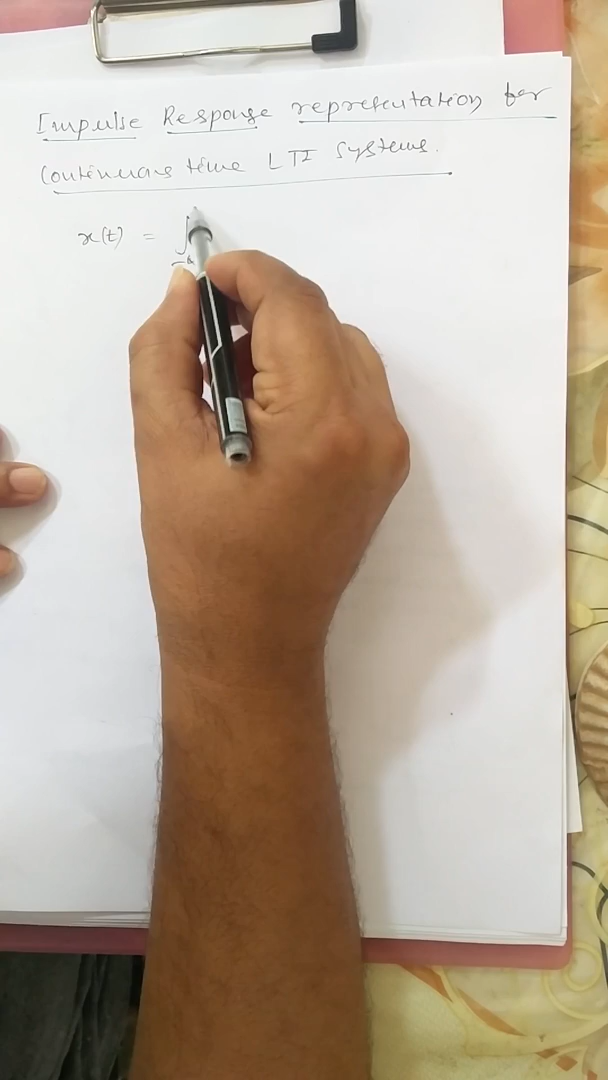 Impulse Response representation for
Continuous time LTI Systems.
x(t) = ∫-∞